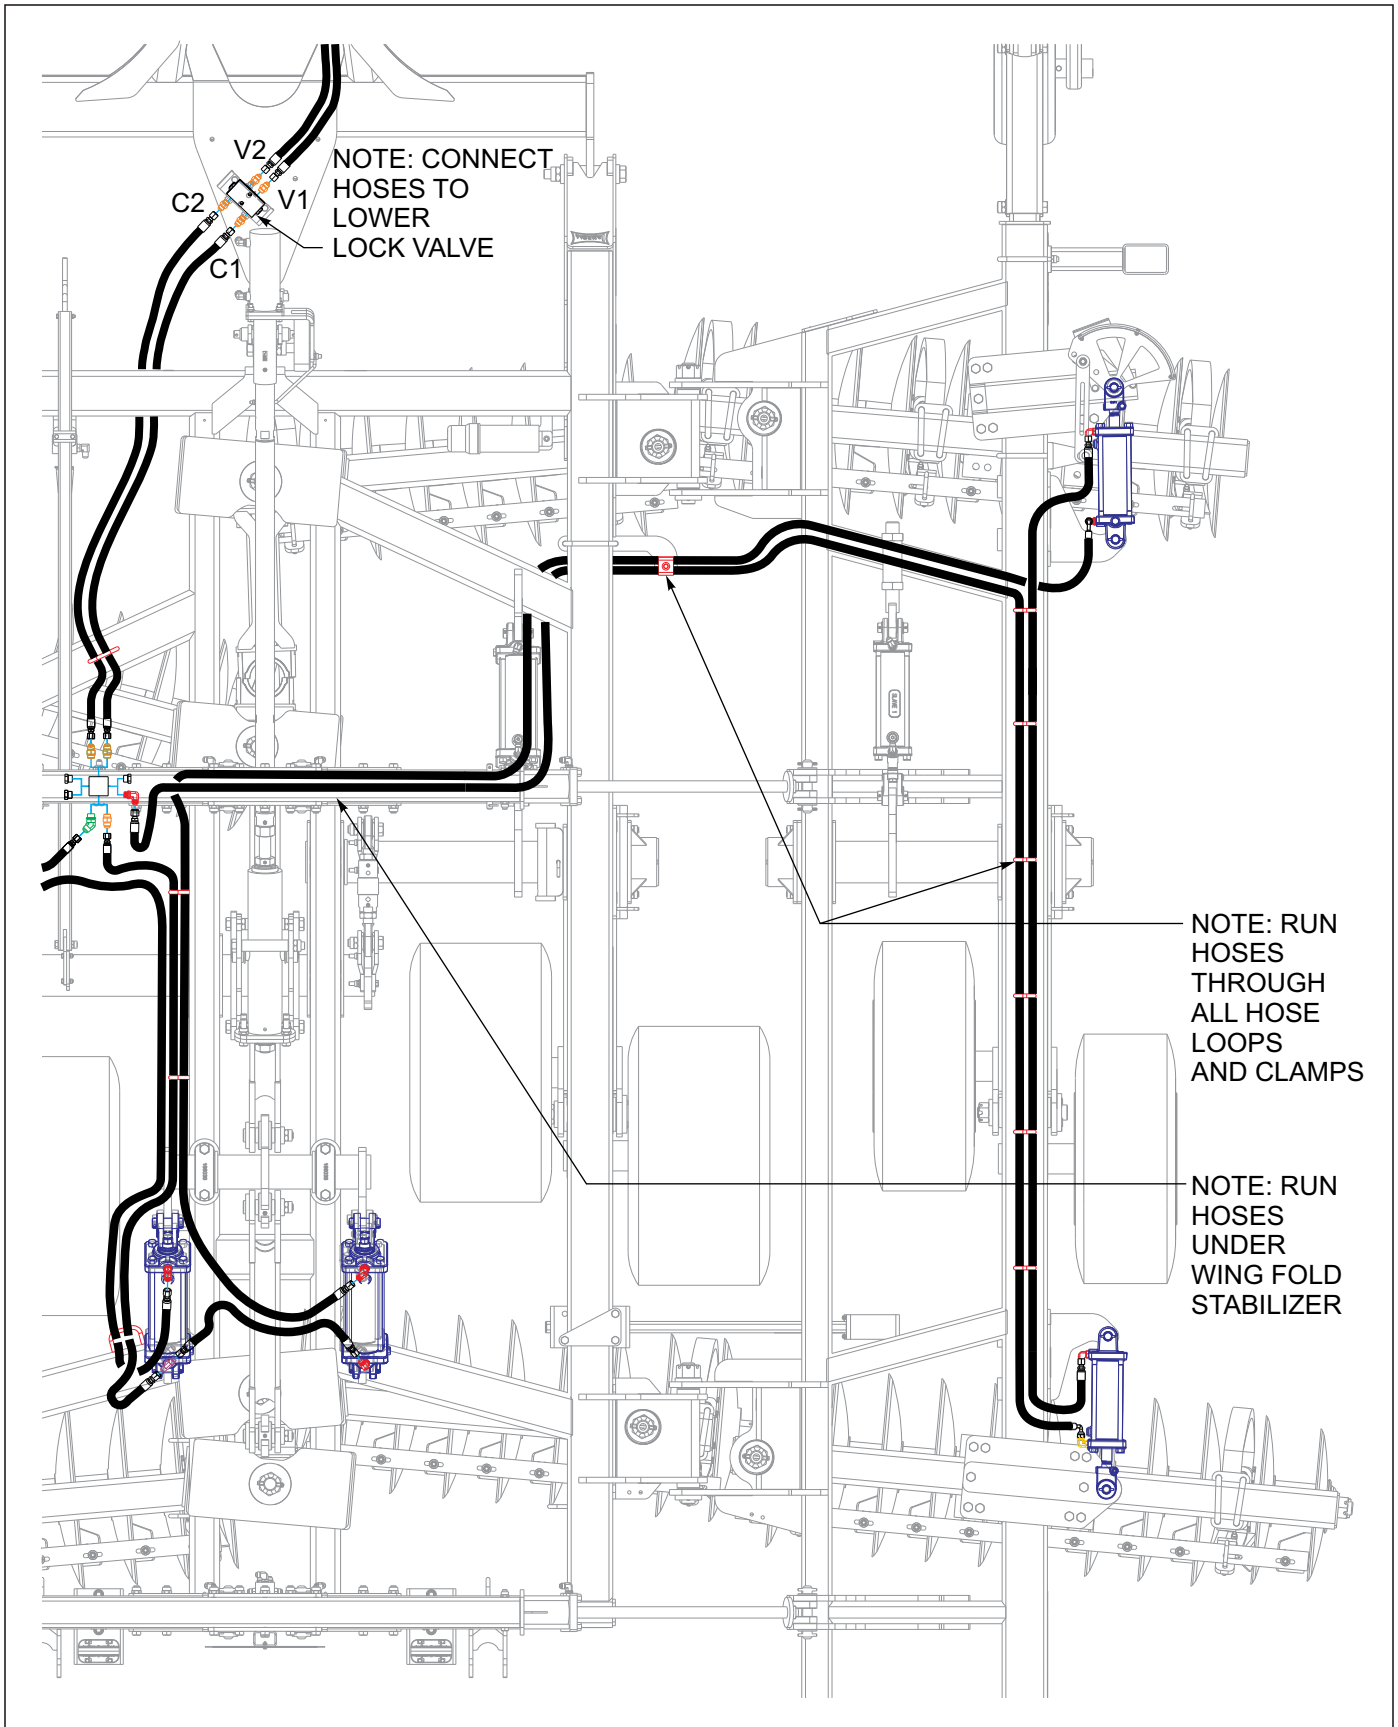 V2
NOTE: CONNECT
HOSES TO
LOWER
LOCK VALVE
V1
C2
C1
NOTE: RUN
HOSES
THROUGH
ALL HOSE
LOOPS
AND CLAMPS
NOTE: RUN
HOSES
UNDER
WING FOLD
STABILIZER